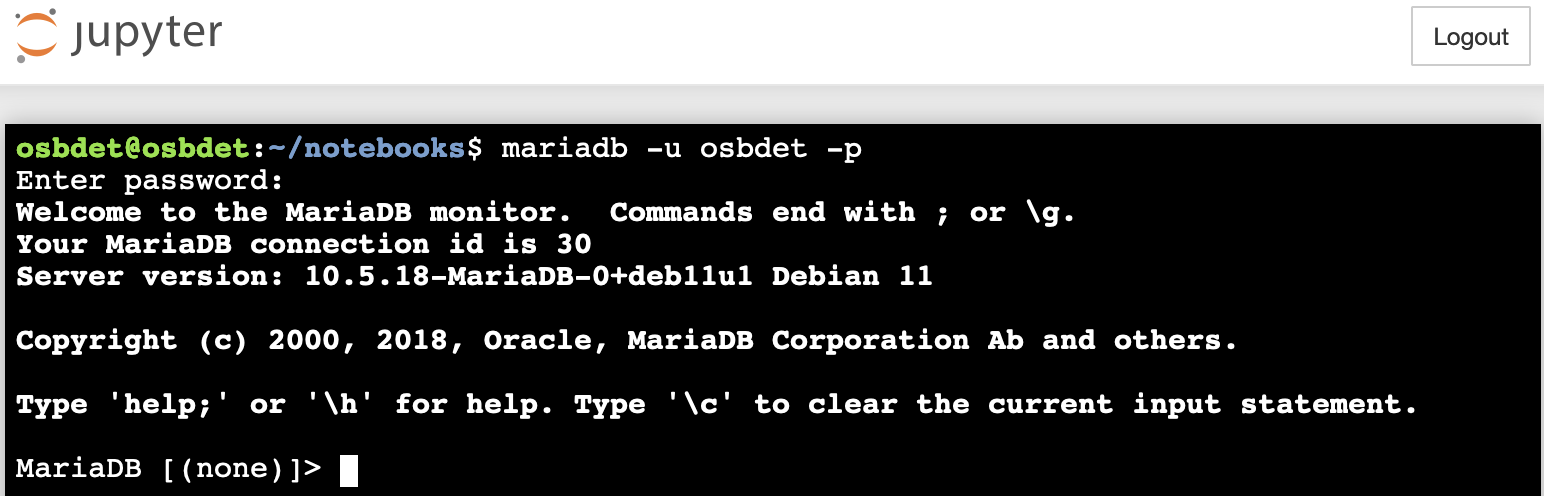 jupyter
Logout
osbdet@osbdet:~/notebooks$ mariadb -u osbdet -p
Enter password:
Welcome to the MariaDB monitor.  Commands end with ; or \g.
Your MariaDB connection id is 30
Server version: 10.5.18-MariaDB-0+deb11u1 Debian 11
Copyright (c) 2000, 2018, Oracle, MariaDB Corporation Ab and others.
Type 'help;' or '\h' for help. Type '\c' to clear the current input statement.
MariaDB [(none)]>